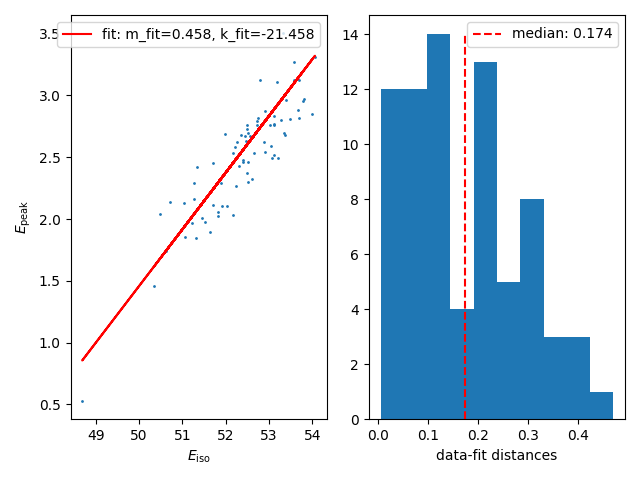 fit: m_fit=0.458, k_fit=-21.458
3.5
3.0
2.5
2.0
1.5
1.0
0.5
E_peak
49 50 51 52 53 54
E_iso
median: 0.174
14
12
10
8
6
4
2
0
0.0 0.1 0.2 0.3 0.4
data-fit distances